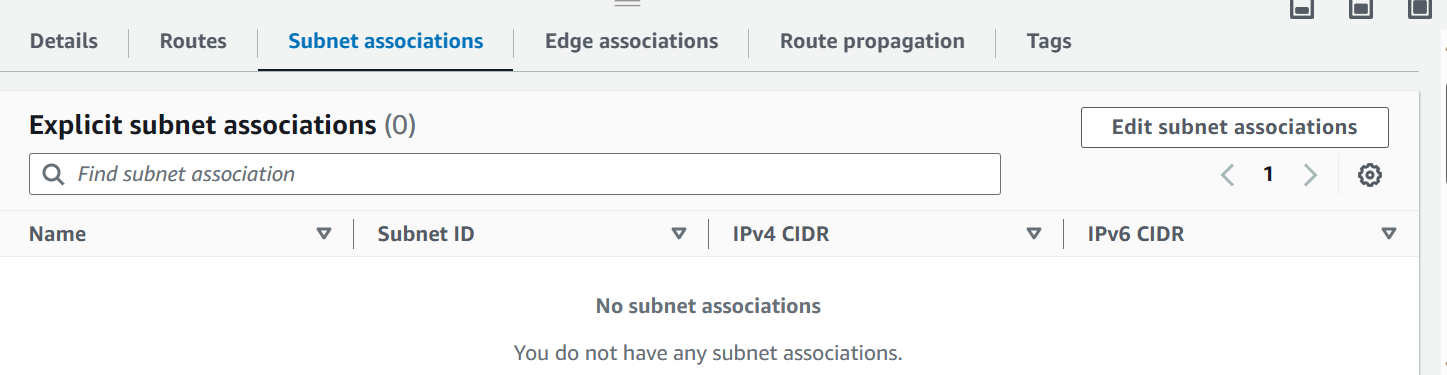 Details Routes Subnet associations Edge associations Route propagation Tags
Explicit subnet associations (0)
Edit subnet associations
Find subnet association
1
Name Subnet ID IPv4 CIDR IPv6 CIDR
No subnet associations
You do not have any subnet associations.